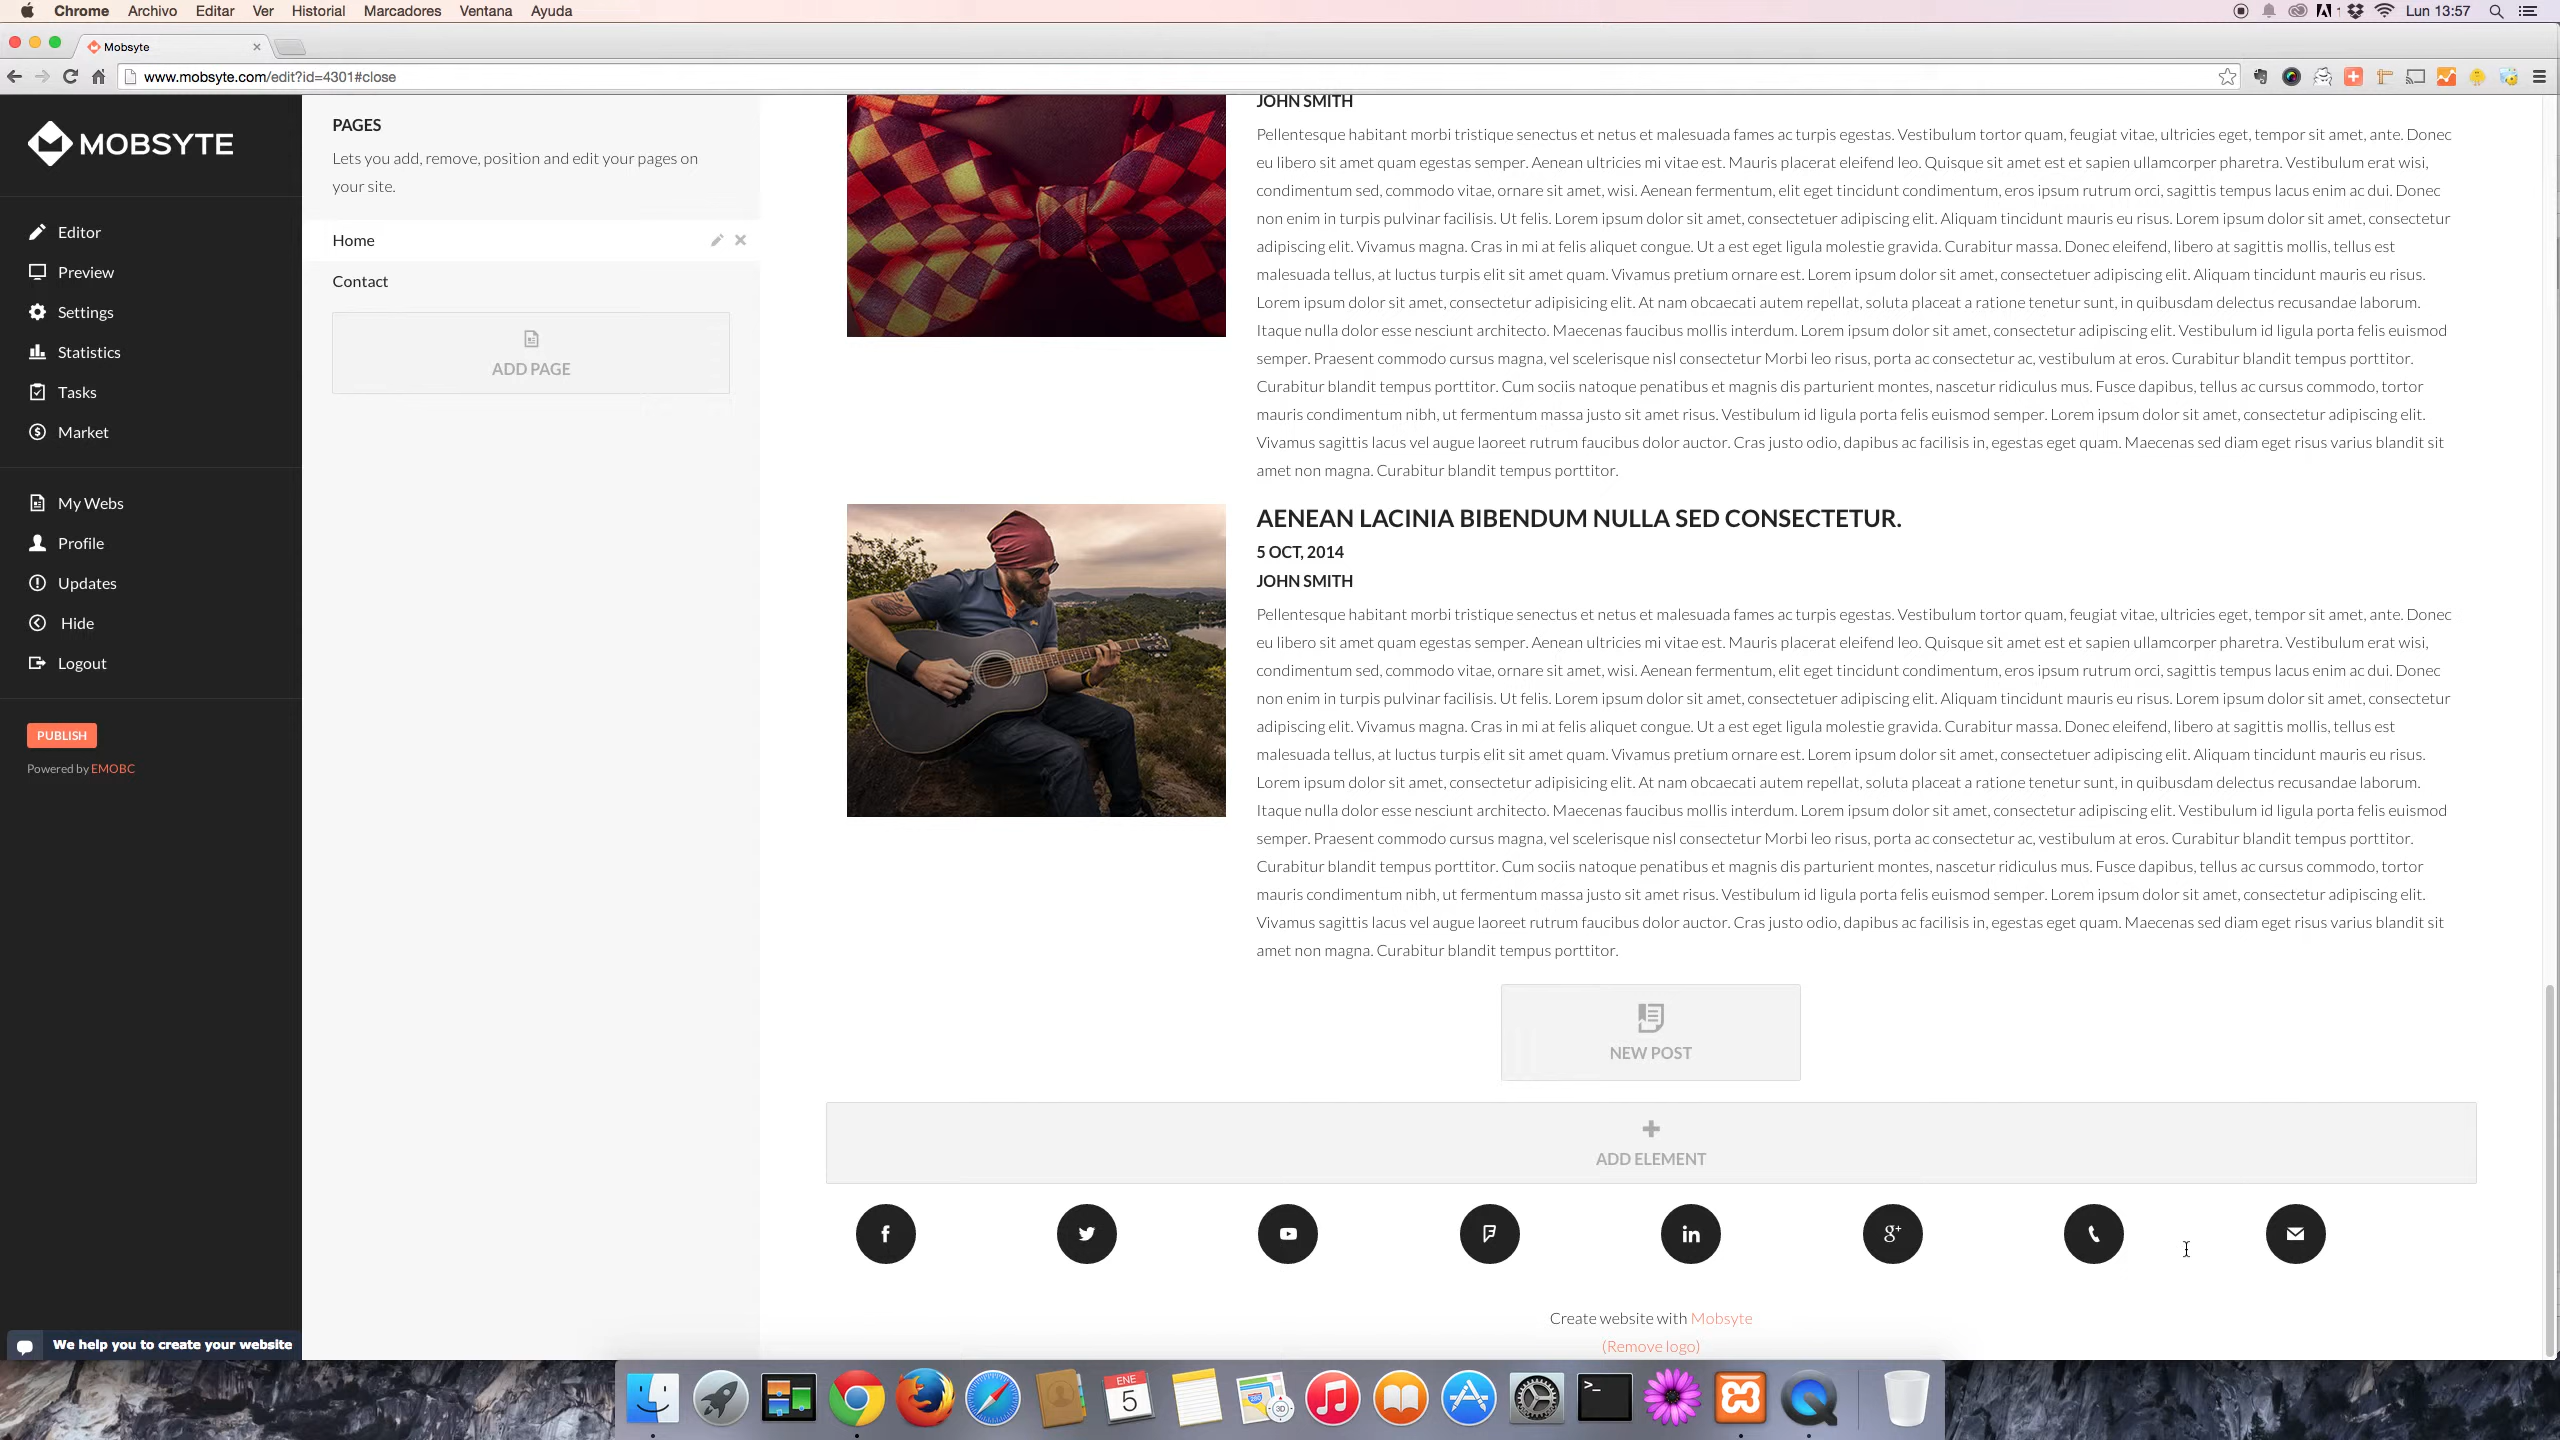 Chrome Archivo Editar Ver Historial Marcadores Ventana Ayuda Lun 13:57
Mobsyte
www.mobsyte.com/edit?id=4301#close
MOBSYTE
Editor
Preview
Settings
Statistics
Tasks
Market
My Webs
Profile
Updates
Hide
Logout
PUBLISH
Powered by EMOBC
We help you to create your website
PAGES
Lets you add, remove, position and edit your pages on
your site.
Home
Contact
ADD PAGE
JOHN SMITH
Pellentesque habitant morbi tristique senectus et netus et malesuada fames ac turpis egestas. Vestibulum tortor quam, feugiat vitae, ultricies eget, tempor sit amet, ante. Donec
eu libero sit amet quam egestas semper. Aenean ultricies mi vitae est. Mauris placerat eleifend leo. Quisque sit amet est et sapien ullamcorper pharetra. Vestibulum erat wisi,
condimentum sed, commodo vitae, ornare sit amet, wisi. Aenean fermentum, elit eget tincidunt condimentum, eros ipsum rutrum orci, sagittis tempus lacus enim ac dui. Donec
non enim in turpis pulvinar facilisis. Ut felis. Lorem ipsum dolor sit amet, consectetuer adipiscing elit. Aliquam tincidunt mauris eu risus. Lorem ipsum dolor sit amet, consectetur
adipiscing elit. Vivamus magna. Cras in mi at felis aliquet congue. Ut a est eget ligula molestie gravida. Curabitur massa. Donec eleifend, libero at sagittis mollis, tellus est
malesuada tellus, at luctus turpis elit sit amet quam. Vivamus pretium ornare est. Lorem ipsum dolor sit amet, consectetuer adipiscing elit. Aliquam tincidunt mauris eu risus.
Lorem ipsum dolor sit amet, consectetur adipisicing elit. At nam obcaecati autem repellat, soluta placeat a ratione tenetur sunt, in quibusdam delectus recusandae laborum.
Itaque nulla dolor esse nesciunt architecto. Maecenas faucibus mollis interdum. Lorem ipsum dolor sit amet, consectetur adipiscing elit. Vestibulum id ligula porta felis euismod
semper. Praesent commodo cursus magna, vel scelerisque nisl consectetur Morbi leo risus, porta ac consectetur ac, vestibulum at eros. Curabitur blandit tempus porttitor.
Curabitur blandit tempus porttitor. Cum sociis natoque penatibus et magnis dis parturient montes, nascetur ridiculus mus. Fusce dapibus, tellus ac cursus commodo, tortor
mauris condimentum nibh, ut fermentum massa justo sit amet risus. Vestibulum id ligula porta felis euismod semper. Lorem ipsum dolor sit amet, consectetur adipiscing elit.
Vivamus sagittis lacus vel augue laoreet rutrum faucibus dolor auctor. Cras justo odio, dapibus ac facilisis in, egestas eget quam. Maecenas sed diam eget risus varius blandit sit
amet non magna. Curabitur blandit tempus porttitor.
AENEAN LACINIA BIBENDUM NULLA SED CONSECTETUR.
5 OCT, 2014
JOHN SMITH
Pellentesque habitant morbi tristique senectus et netus et malesuada fames ac turpis egestas. Vestibulum tortor quam, feugiat vitae, ultricies eget, tempor sit amet, ante. Donec
eu libero sit amet quam egestas semper. Aenean ultricies mi vitae est. Mauris placerat eleifend leo. Quisque sit amet est et sapien ullamcorper pharetra. Vestibulum erat wisi,
condimentum sed, commodo vitae, ornare sit amet, wisi. Aenean fermentum, elit eget tincidunt condimentum, eros ipsum rutrum orci, sagittis tempus lacus enim ac dui. Donec
non enim in turpis pulvinar facilisis. Ut felis. Lorem ipsum dolor sit amet, consectetuer adipiscing elit. Aliquam tincidunt mauris eu risus. Lorem ipsum dolor sit amet, consectetur
adipiscing elit. Vivamus magna. Cras in mi at felis aliquet congue. Ut a est eget ligula molestie gravida. Curabitur massa. Donec eleifend, libero at sagittis mollis, tellus est
malesuada tellus, at luctus turpis elit sit amet quam. Vivamus pretium ornare est. Lorem ipsum dolor sit amet, consectetuer adipiscing elit. Aliquam tincidunt mauris eu risus.
Lorem ipsum dolor sit amet, consectetur adipisicing elit. At nam obcaecati autem repellat, soluta placeat a ratione tenetur sunt, in quibusdam delectus recusandae laborum.
Itaque nulla dolor esse nesciunt architecto. Maecenas faucibus mollis interdum. Lorem ipsum dolor sit amet, consectetur adipiscing elit. Vestibulum id ligula porta felis euismod
semper. Praesent commodo cursus magna, vel scelerisque nisl consectetur Morbi leo risus, porta ac consectetur ac, vestibulum at eros. Curabitur blandit tempus porttitor.
Curabitur blandit tempus porttitor. Cum sociis natoque penatibus et magnis dis parturient montes, nascetur ridiculus mus. Fusce dapibus, tellus ac cursus commodo, tortor
mauris condimentum nibh, ut fermentum massa justo sit amet risus. Vestibulum id ligula porta felis euismod semper. Lorem ipsum dolor sit amet, consectetur adipiscing elit.
Vivamus sagittis lacus vel augue laoreet rutrum faucibus dolor auctor. Cras justo odio, dapibus ac facilisis in, egestas eget quam. Maecenas sed diam eget risus varius blandit sit
amet non magna. Curabitur blandit tempus porttitor.
NEW POST
ADD ELEMENT
Create website with Mobsyte
(Remove logo)
ENE
5
3D